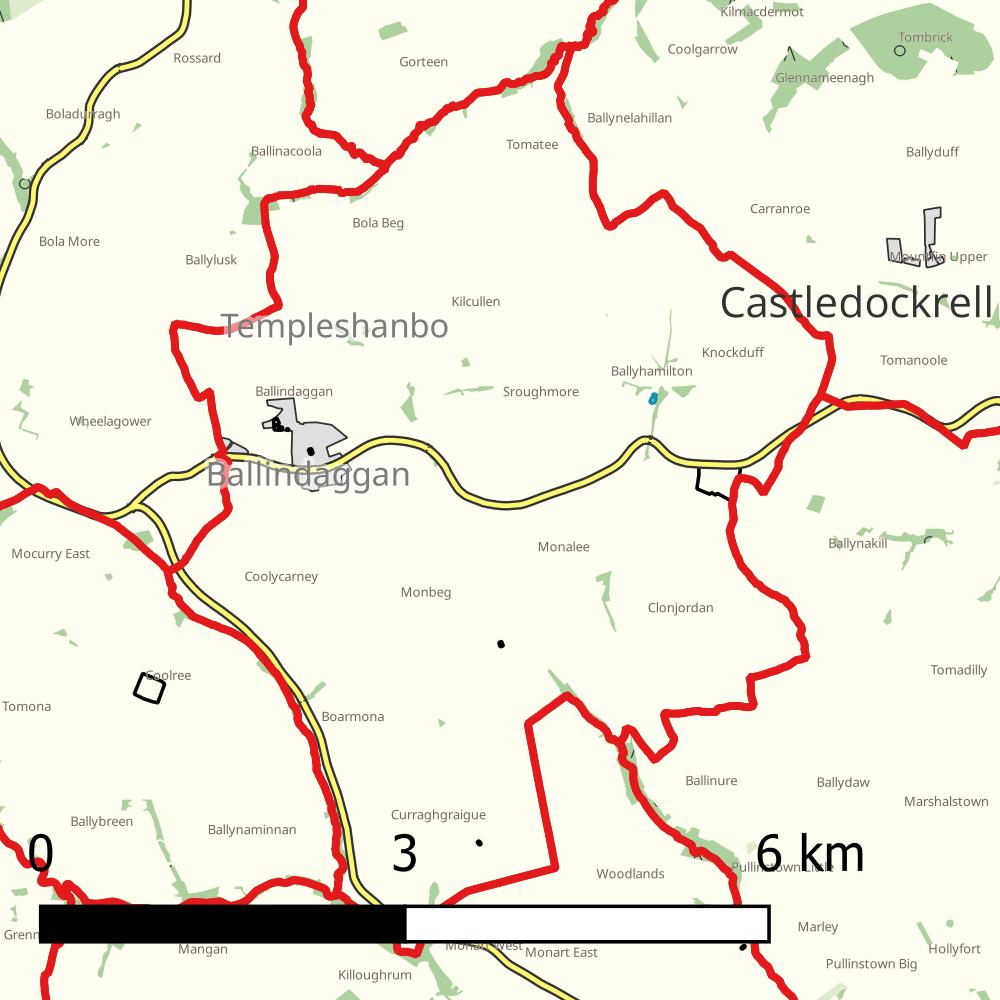 Kilmacdermot
Tombrick
Coolgarrow
Rossard
Gorteen
Glennameenagh
Boladurragh
Ballynelahillan
Tomatee
Ballinacoola
Ballyduff
Carranroe
Bola Beg
Bola More
Mountfin Upper
Ballylusk
Kilcullen
Castledockrell
Templeshanbo
Knockduff
Tomanoole
Ballyhamilton
Ballindaggan
Sroughmore
Wheelagower
Ballindaggan
Monalee
Ballynakill
Mocurry East
Coolycarney
Monbeg
Clonjordan
Tomadilly
Coolree
Tomona
Boarmona
Ballinure
Ballydaw
Marshalstown
Curraghgraigue
Ballybreen
Ballynaminnan
0 3 6 km
Pullinstown Little
Woodlands
Marley
Grenn
Mangan
Monart West
Monart East
Hollyfort
Pullinstown Big
Killoughrum